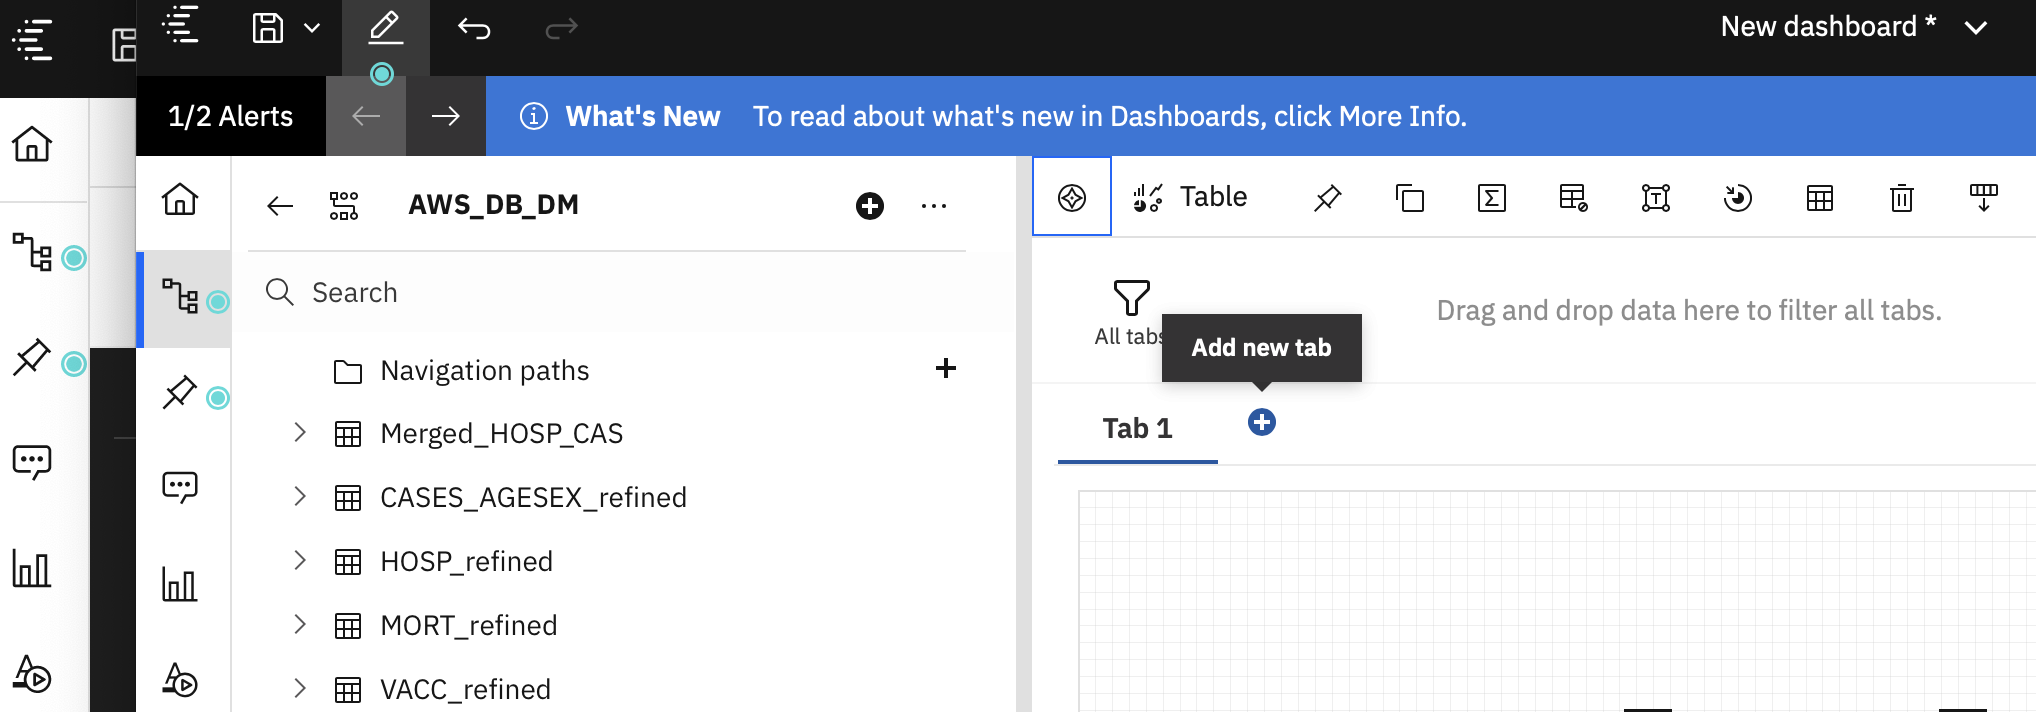 New dashboard *
1/2 Alerts
What's New To read about what's new in Dashboards, click More Info.
AWS_DB_DM
Table
Search
All tabs
Drag and drop data here to filter all tabs.
Add new tab
Navigation paths
Tab 1
Merged_HOSP_CAS
CASES_AGESEX_refined
HOSP_refined
MORT_refined
VACC_refined